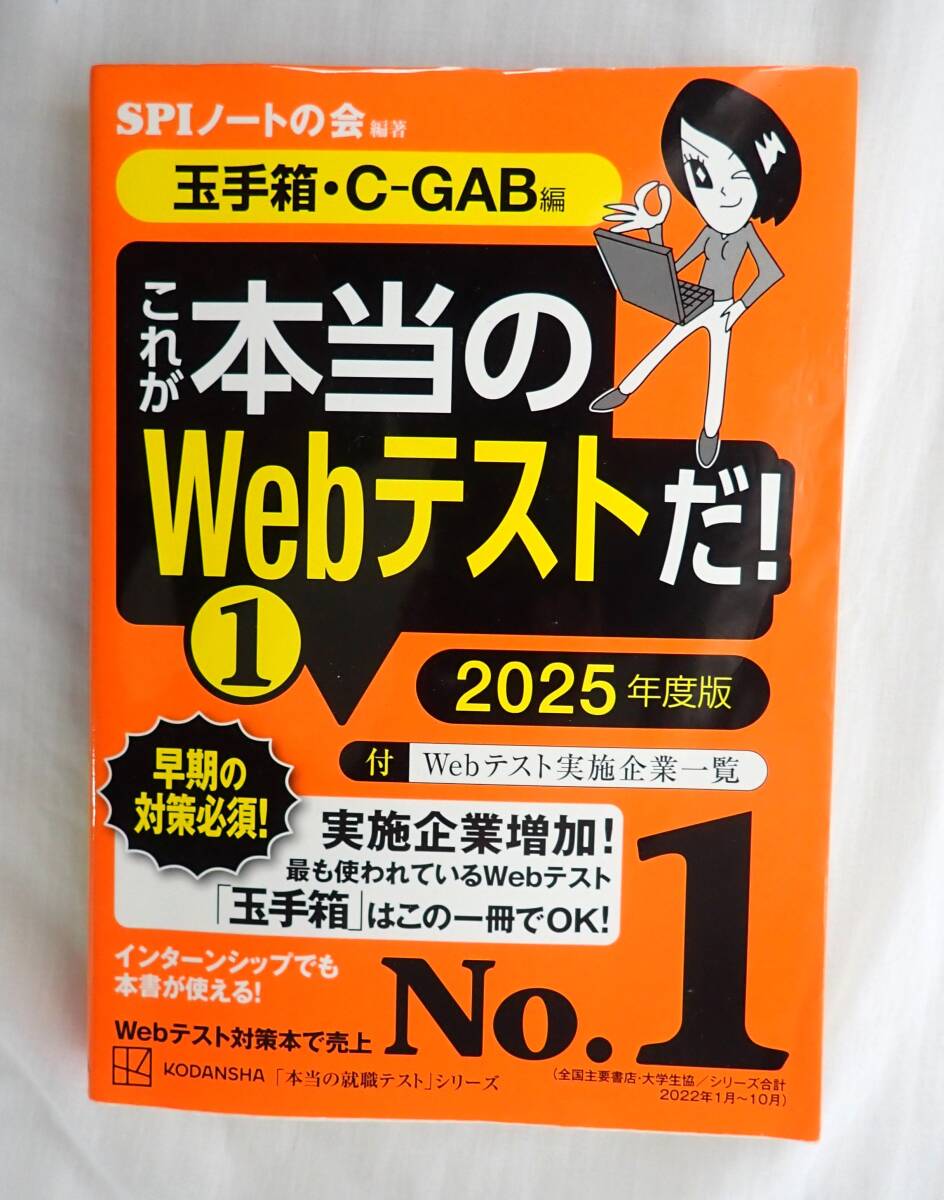 SPIノートの会 編著
玉手箱・C-GAB編
これが
本当の
Webテストだ!
1
2025年度版
付 Webテスト実施企業一覧
早期の
対策必須!
実施企業増加!
最も使われているWebテスト
「玉手箱」はこの一冊でOK!
インターンシップでも
本書が使える!
Webテスト対策本で売上
No.1
KODANSHA 「本当の就職テスト」シリーズ
(全国主要書店・大学生協/シリーズ合計
2022年1月~10月)